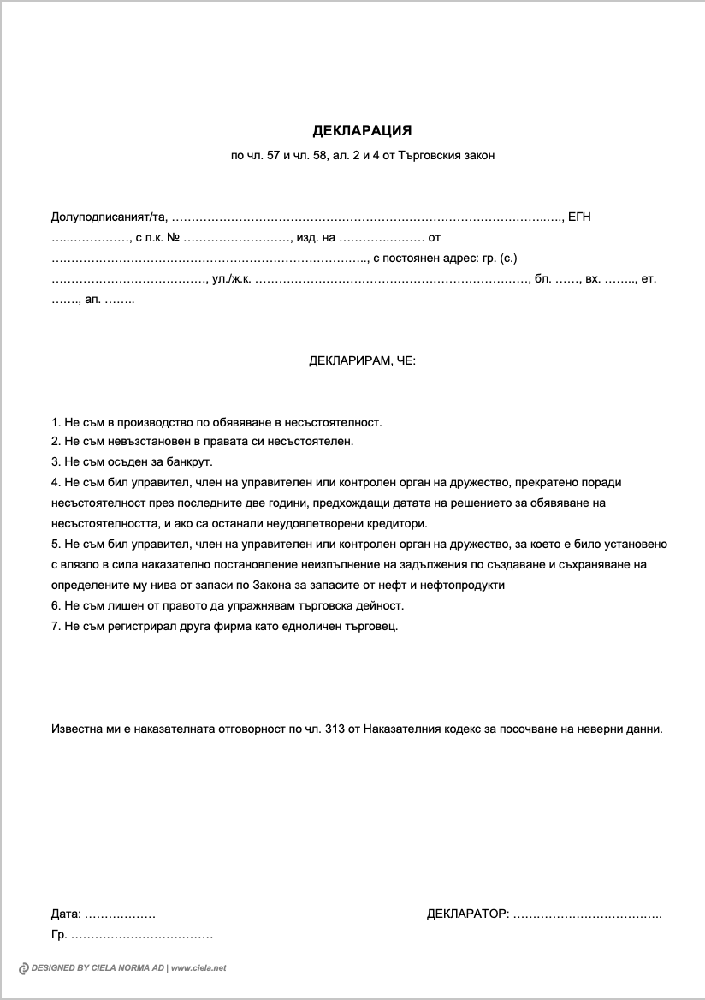 ДЕКЛАРАЦИЯ
по чл. 57 и чл. 58, ал. 2 и 4 от Търговския закон
Долуподписаният/та, …………………………………………………………………………………..…., ЕГН
…..……………, с л.к. № ………………………, изд. на …………………. от
…………………………………………………………………….., с постоянен адрес: гр. (с.)
…………………………………, ул./ж.к. ……………………………………………………………, бл. ……, вх. …….., ет.
……., ап. ……..
ДЕКЛАРИРАМ, ЧЕ:
1. Не съм в производство по обявяване в несъстоятелност.
2. Не съм невъзстановен в правата си несъстоятелен.
3. Не съм осъден за банкрут.
4. Не съм бил управител, член на управителен или контролен орган на дружество, прекратено поради
несъстоятелност през последните две години, предхождащи датата на решението за обявяване на
несъстоятелността, и ако са останали неудовлетворени кредитори.
5. Не съм бил управител, член на управителен или контролен орган на дружество, за което е било установено
с влязло в сила наказателно постановление неизпълнение на задължения по създаване и съхраняване на
определените му нива от запаси по Закона за запасите от нефт и нефтопродукти
6. Не съм лишен от правото да упражнявам търговска дейност.
7. Не съм регистрирал друга фирма като едноличен търговец.
Известна ми е наказателната отговорност по чл. 313 от Наказателния кодекс за посочване на неверни данни.
Дата: ……………… ДЕКЛАРАТОР: ………………………………..
Гр. ………………………………
DESIGNED BY CIELA NORMA AD | www.ciela.net